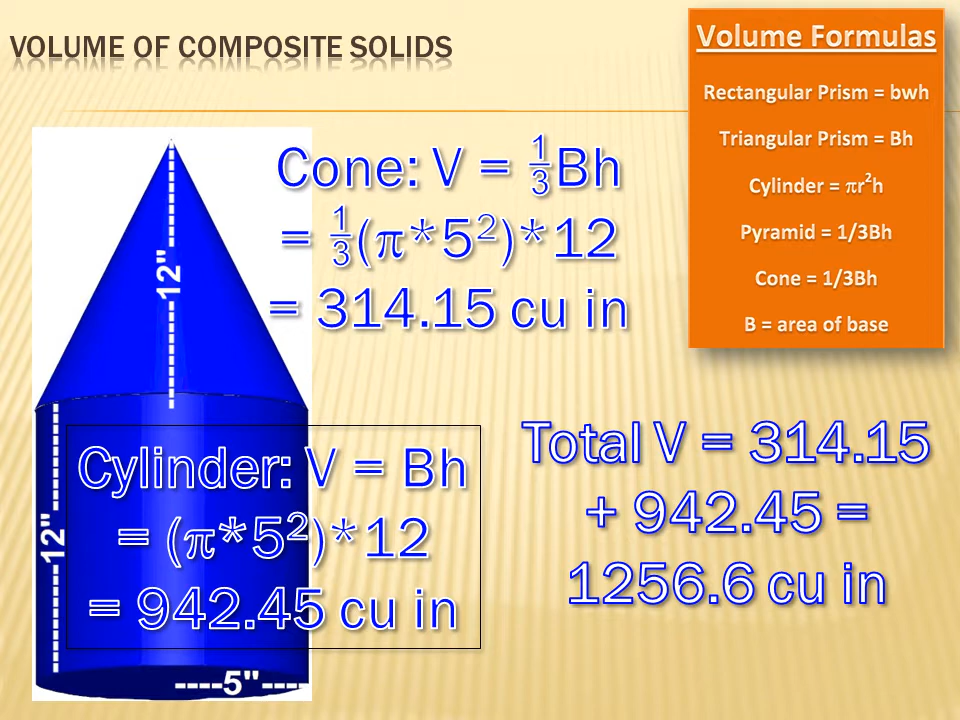 VOLUME OF COMPOSITE SOLIDS
Volume Formulas
Rectangular Prism = bwh
Triangular Prism = Bh
Cylinder = πr²h
Pyramid = 1/3Bh
Cone = 1/3Bh
B = area of base
Cone: V = ⅓Bh
= ⅓(π*5²)*12
= 314.15 cu in
--------12"--------
Cylinder: V = Bh
= (π*5²)*12
= 942.45 cu in
----------12"----------
----5"----
Total V = 314.15
+ 942.45 =
1256.6 cu in